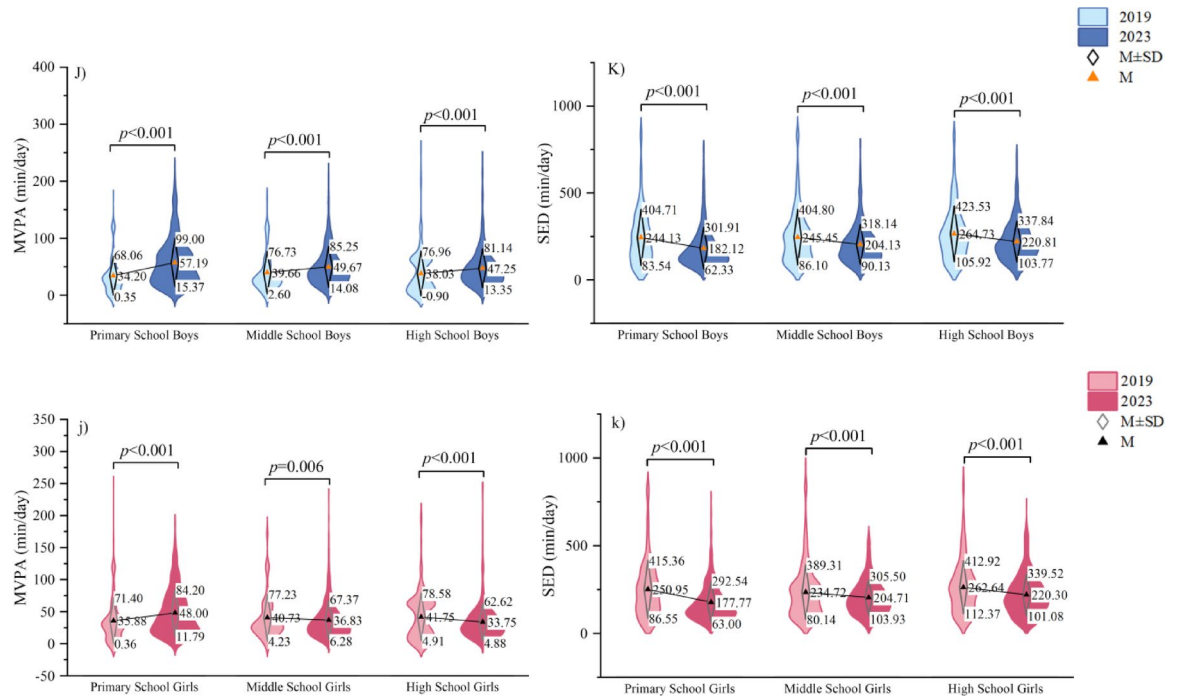 2019
2023
M±SD
M
J)
MVPA (min/day)
400
300
200
100
0
p<0.001
p<0.001
p<0.001
68.06
34.20
0.35
99.00
57.19
15.37
76.73
39.66
2.60
85.25
49.67
14.08
76.96
38.03
-0.90
81.14
47.25
13.35
Primary School Boys
Middle School Boys
High School Boys
K)
SED (min/day)
1000
500
0
p<0.001
p<0.001
p<0.001
404.71
244.13
83.54
301.91
182.12
62.33
404.80
245.45
86.10
318.14
204.13
90.13
423.53
264.73
105.92
337.84
220.81
103.77
Primary School Boys
Middle School Boys
High School Boys
2019
2023
M±SD
M
j)
MVPA (min/day)
350
300
250
200
150
100
50
0
-50
p<0.001
p=0.006
p<0.001
71.40
35.88
0.36
84.20
48.00
11.79
77.23
40.73
4.23
67.37
36.83
6.28
78.58
41.75
4.91
62.62
33.75
4.88
Primary School Girls
Middle School Girls
High School Girls
k)
SED (min/day)
1000
500
0
p<0.001
p<0.001
p<0.001
415.36
250.95
86.55
292.54
177.77
63.00
389.31
234.72
80.14
305.50
204.71
103.93
412.92
262.64
112.37
339.52
220.30
101.08
Primary School Girls
Middle School Girls
High School Girls